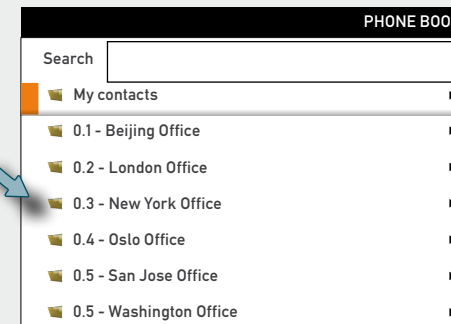 PHONE BOO
Search
My contacts
0.1 - Beijing Office
0.2 - London Office
0.3 - New York Office
0.4 - Oslo Office
0.5 - San Jose Office
0.5 - Washington Office